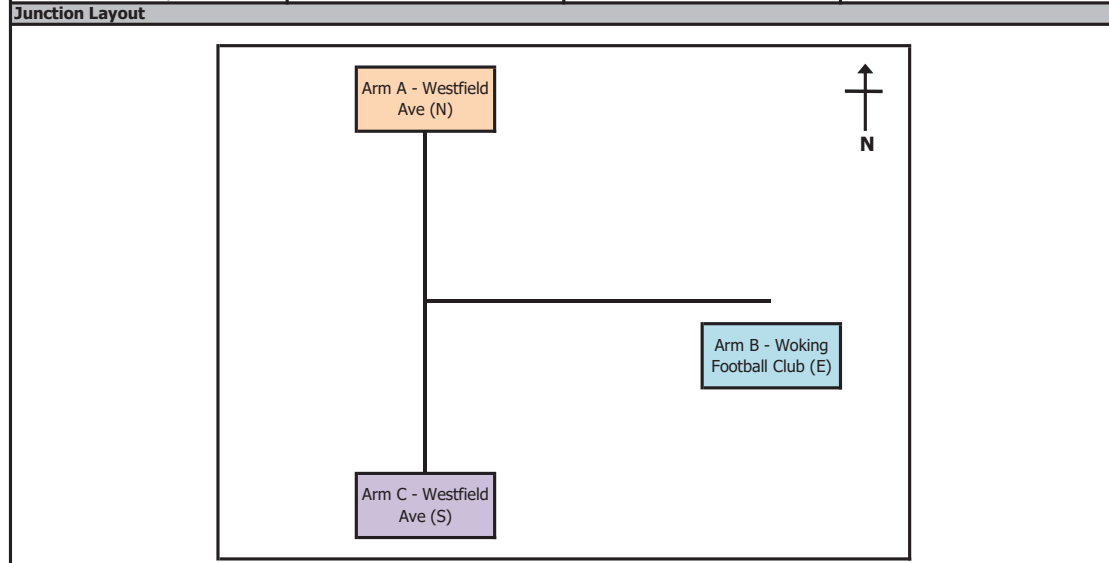 Junction Layout
Arm A - Westfield
Ave (N)
N
Arm B - Woking
Football Club (E)
Arm C - Westfield
Ave (S)